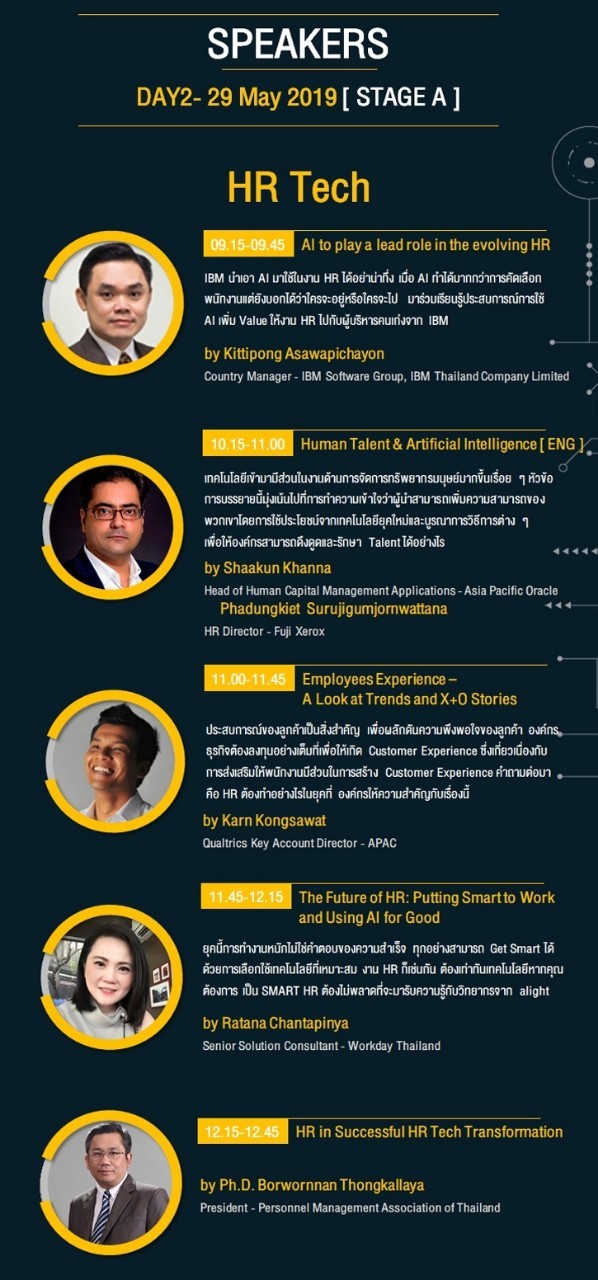 SPEAKERS
DAY2- 29 May 2019 [ STAGE A ]
HR Tech
09.15-09.45 AI to play a lead role in the evolving HR
IBM นำเอา AI มาใช้ในงาน HR ได้อย่าน่าทึ่ง เมื่อ AI ทำได้มากกว่าการคัดเลือก
พนักงานแต่ยังบอกได้ว่าใครจะอยู่หรือใครจะไป มาร่วมเรียนรู้ประสบการณ์การใช้
AI เพิ่ม Value ให้งาน HR ไปกับผู้บริหารคนเก่งจาก IBM
by Kittipong Asawapichayon
Country Manager - IBM Software Group, IBM Thailand Company Limited
10.15-11.00 Human Talent & Artificial Intelligence [ ENG ]
เทคโนโลยีเข้ามามีส่วนในงานด้านการจัดการทรัพยากรมนุษย์มากขึ้นเรื่อย ๆ หัวข้อ
การบรรยายนี้มุ่งเน้นไปที่การทำความเข้าใจว่าผู้นำสามารถเพิ่มความสามารถของ
พวกเขาโดยการใช้ประโยชน์จากเทคโนโลยียุคใหม่และบูรณาการวิธีการต่าง ๆ
เพื่อให้องค์กรสามารถดึงดูดและรักษา Talent ได้อย่างไร
by Shaakun Khanna
Head of Human Capital Management Applications - Asia Pacific Oracle
Phadungkiet Surujigumjornwattana
HR Director - Fuji Xerox
11.00-11.45 Employees Experience –
A Look at Trends and X+O Stories
ประสบการณ์ของลูกค้าเป็นสิ่งสำคัญ เพื่อผลักดันความพึงพอใจของลูกค้า องค์กร
ธุรกิจต้องลงทุนอย่างเต็มที่เพื่อให้เกิด Customer Experience ซึ่งเกี่ยวเนื่องกับ
การส่งเสริมให้พนักงานมีส่วนในการสร้าง Customer Experience คำถามต่อมา
คือ HR ต้องทำอย่างไรในยุคที่ องค์กรให้ความสำคัญกับเรื่องนี้
by Karn Kongsawat
Qualtrics Key Account Director - APAC
11.45-12.15 The Future of HR: Putting Smart to Work
and Using AI for Good
ยุคนี้การทำงานหนักไม่ใช่คำตอบของความสำเร็จ ทุกอย่างสามารถ Get Smart ได้
ด้วยการเลือกใช้เทคโนโลยีที่เหมาะสม งาน HR ก็เช่นกัน ต้องเท่ากันเทคโนโลยีหากคุณ
ต้องการ เป็น SMART HR ต้องไม่พลาดที่จะมารับความรู้กับวิทยากรจาก alight
by Ratana Chantapinya
Senior Solution Consultant - Workday Thailand
12.15-12.45 HR in Successful HR Tech Transformation
by Ph.D. Borwornnan Thongkallaya
President - Personnel Management Association of Thailand